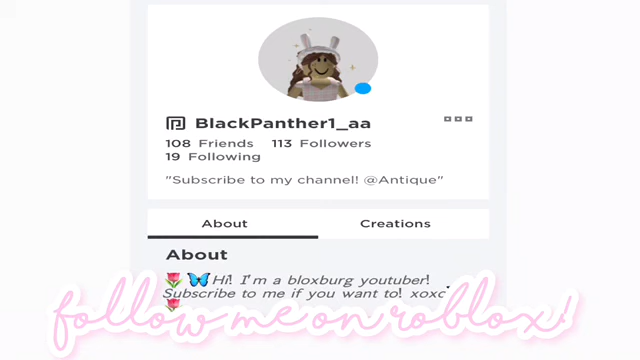 BlackPanther1_aa
108 Friends 113 Followers
19 Following
"Subscribe to my channel! @Antique"
About Creations
About
🌷🦋Hi! I'm a bloxburg youtuber!
Subscribe to me if you want to! xoxo
🌷
follow me on roblox!